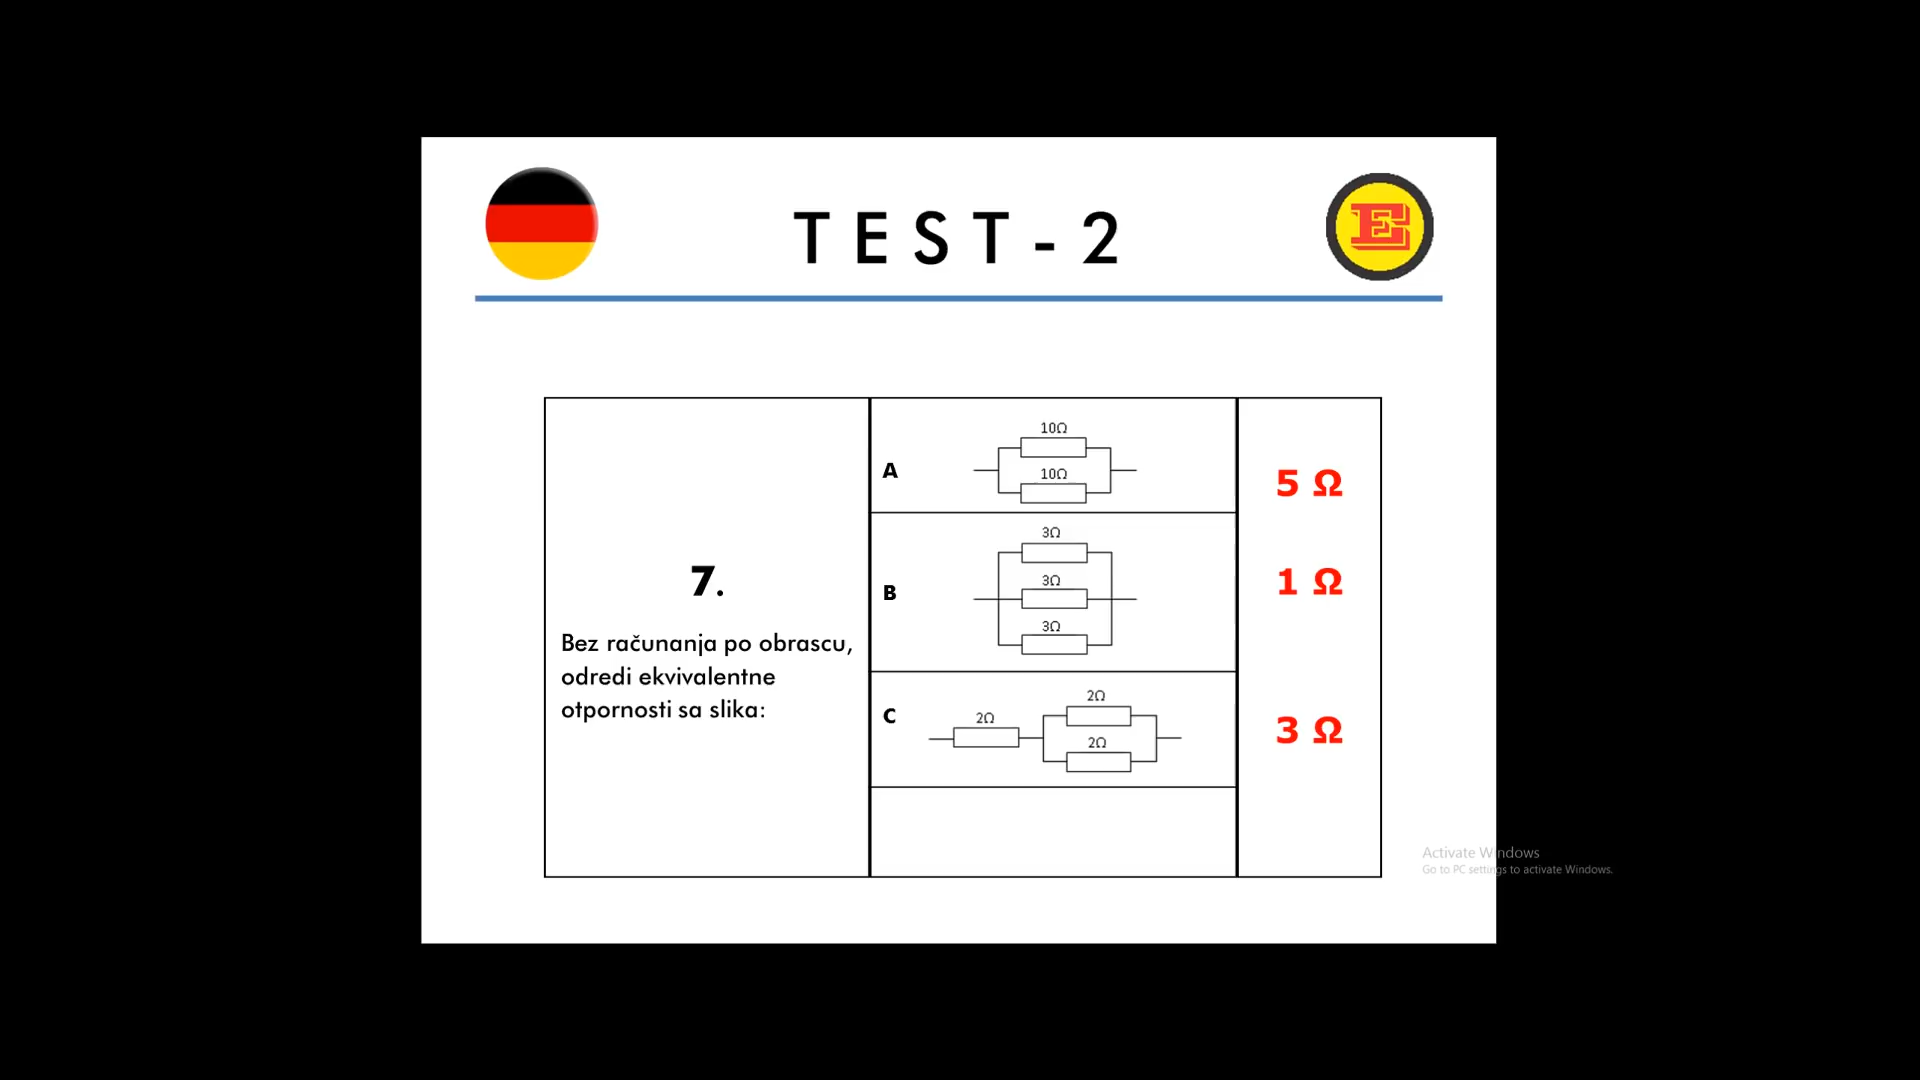 T E S T - 2
E
7.
Bez računanja po obrascu,
odredi ekvivalentne
otpornosti sa slika:
A
10Ω
10Ω
5 Ω
B
3Ω
3Ω
3Ω
1 Ω
C
2Ω
2Ω
2Ω
3 Ω
Activate Windows
Go to PC settings to activate Windows.